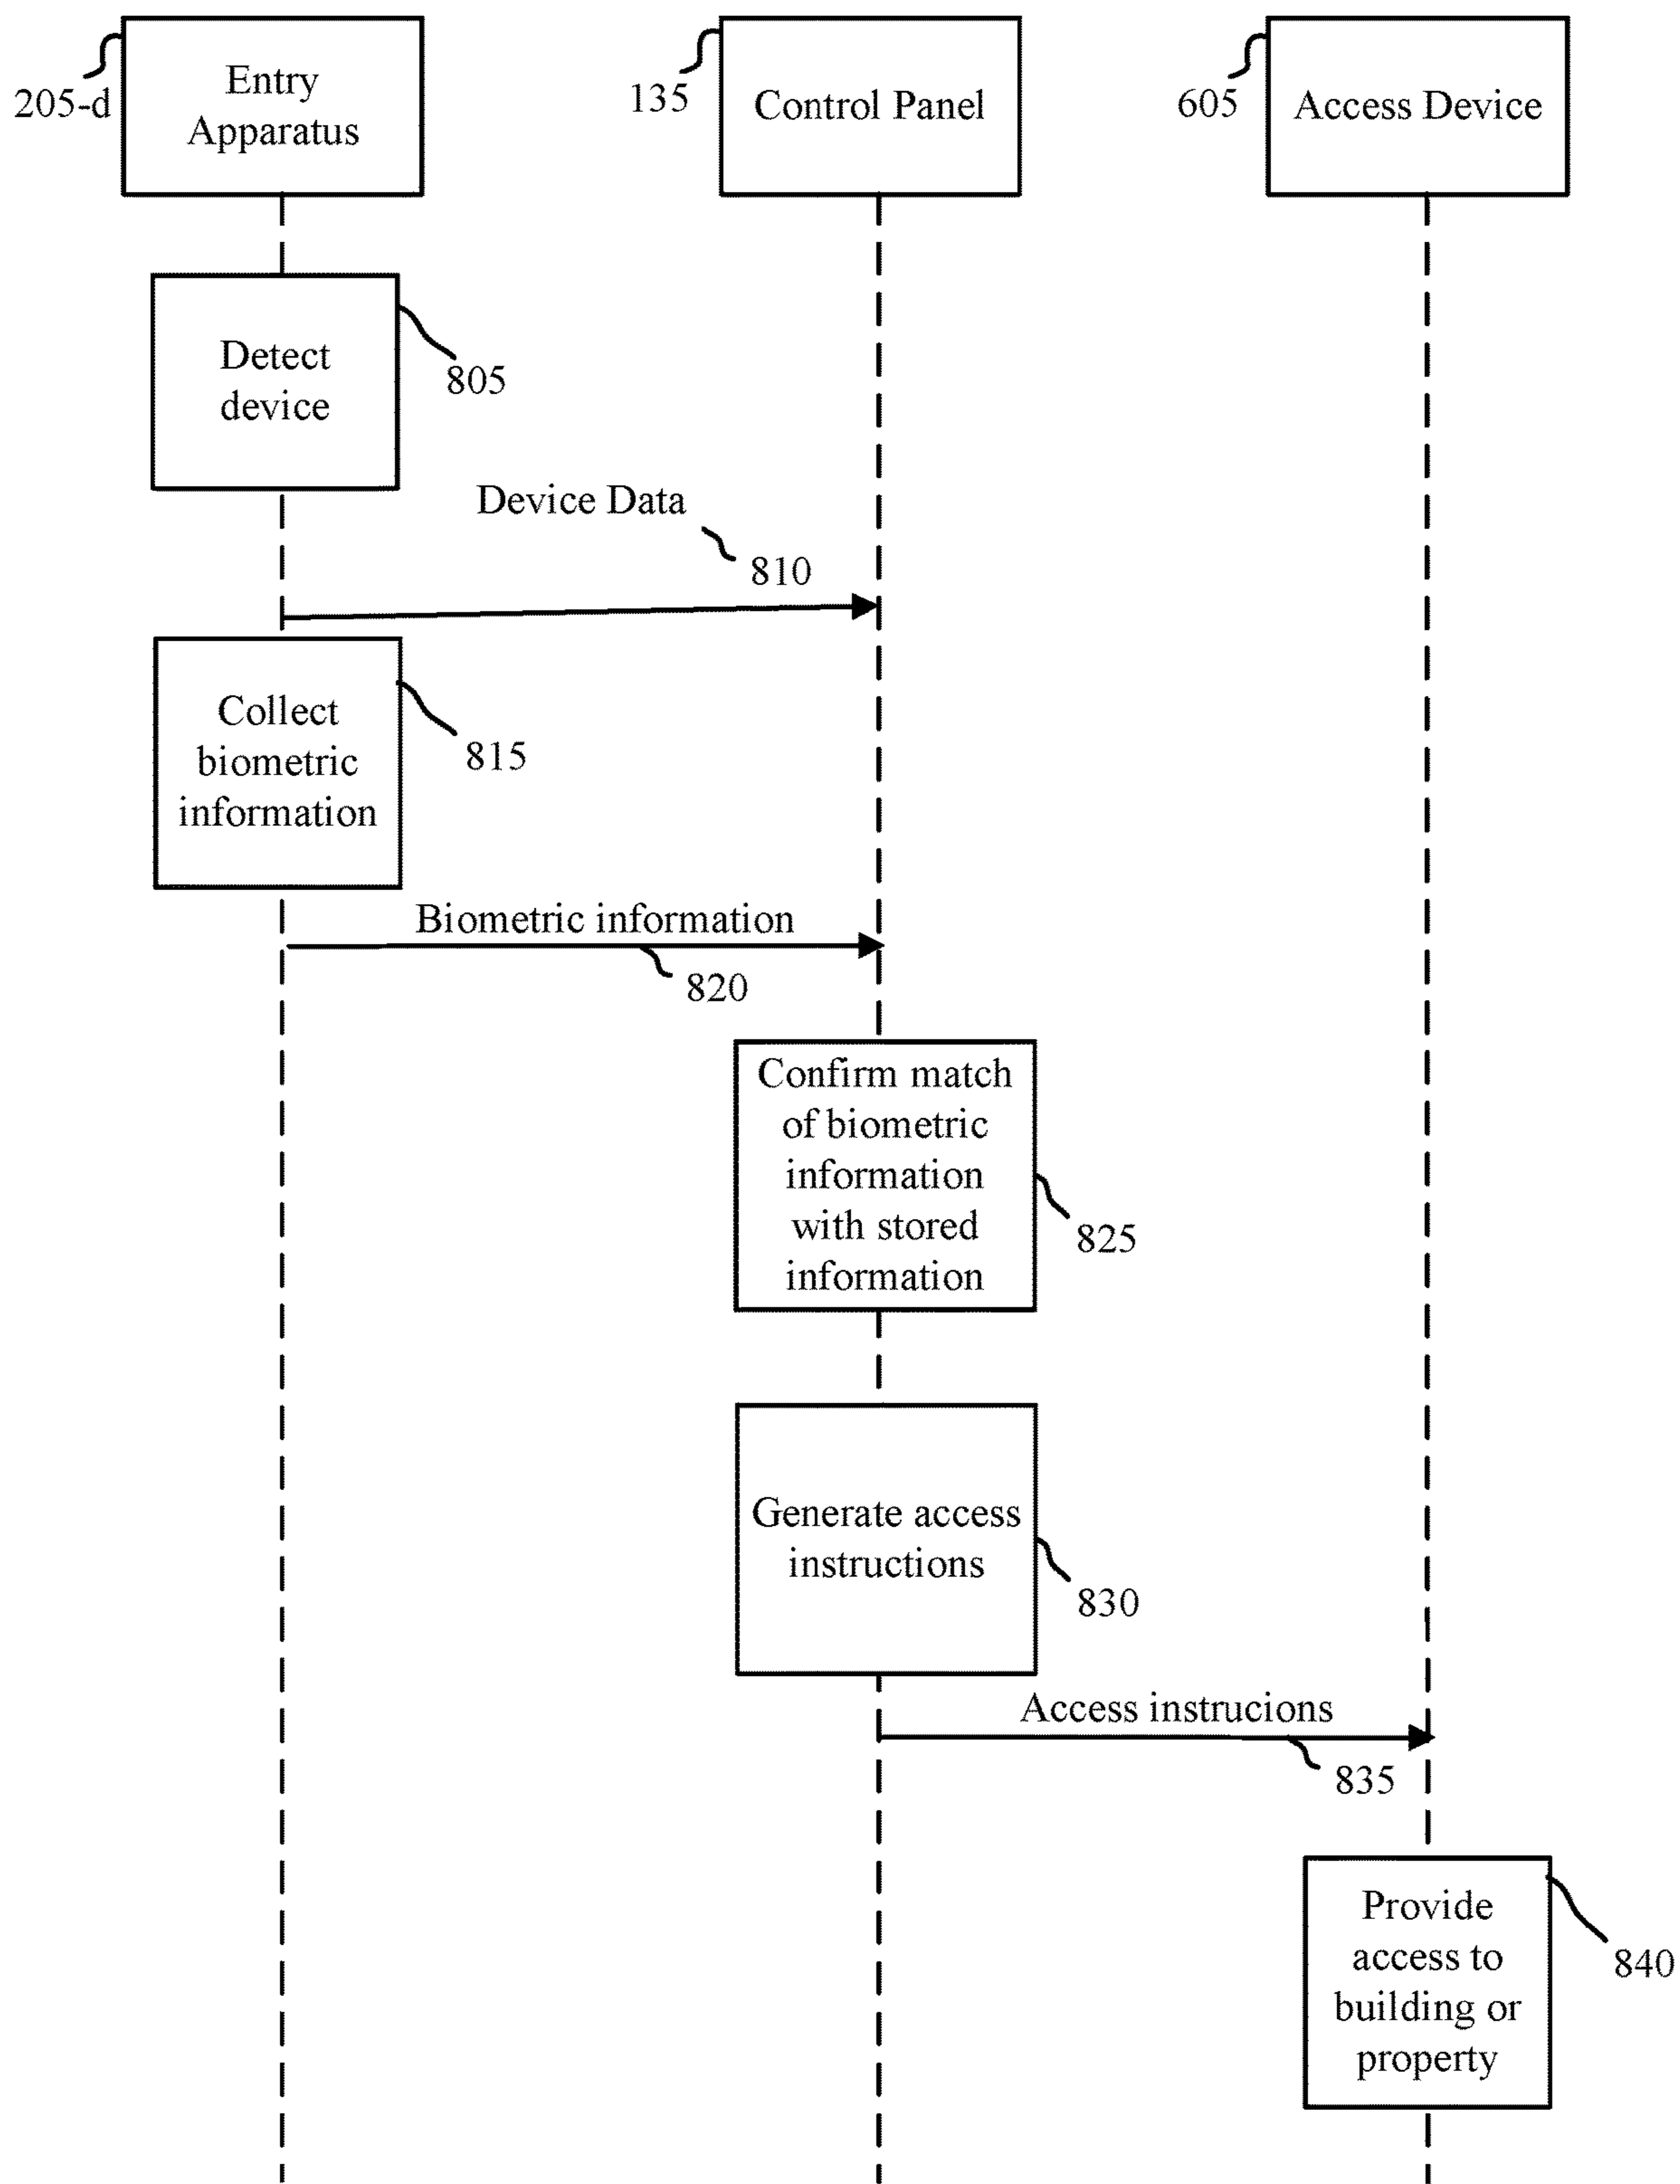 Entry
Apparatus
205-d
Control Panel
135
Access Device
605
Detect
device
805
Device Data
810
Collect
biometric
information
815
Biometric information
820
Confirm match
of biometric
information
with stored
information
825
Generate access
instructions
830
Access instrucions
835
Provide
access to
building or
property
840